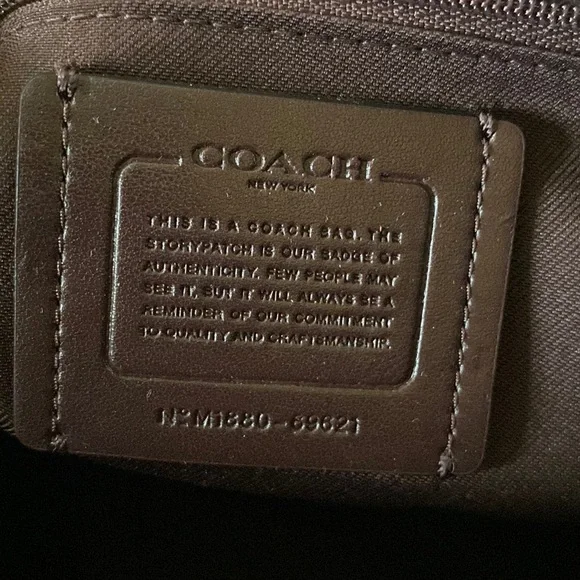 COACH
NEW YORK
THIS IS A COACH BAG. THE
STORYPATCH IS OUR BADGE OF
AUTHENTICITY. FEW PEOPLE MAY
SEE IT, BUT IT WILL ALWAYS BE A
REMINDER OF OUR COMMITMENT
TO QUALITY AND CRAFTSMANSHIP.
Nº M1880-69621